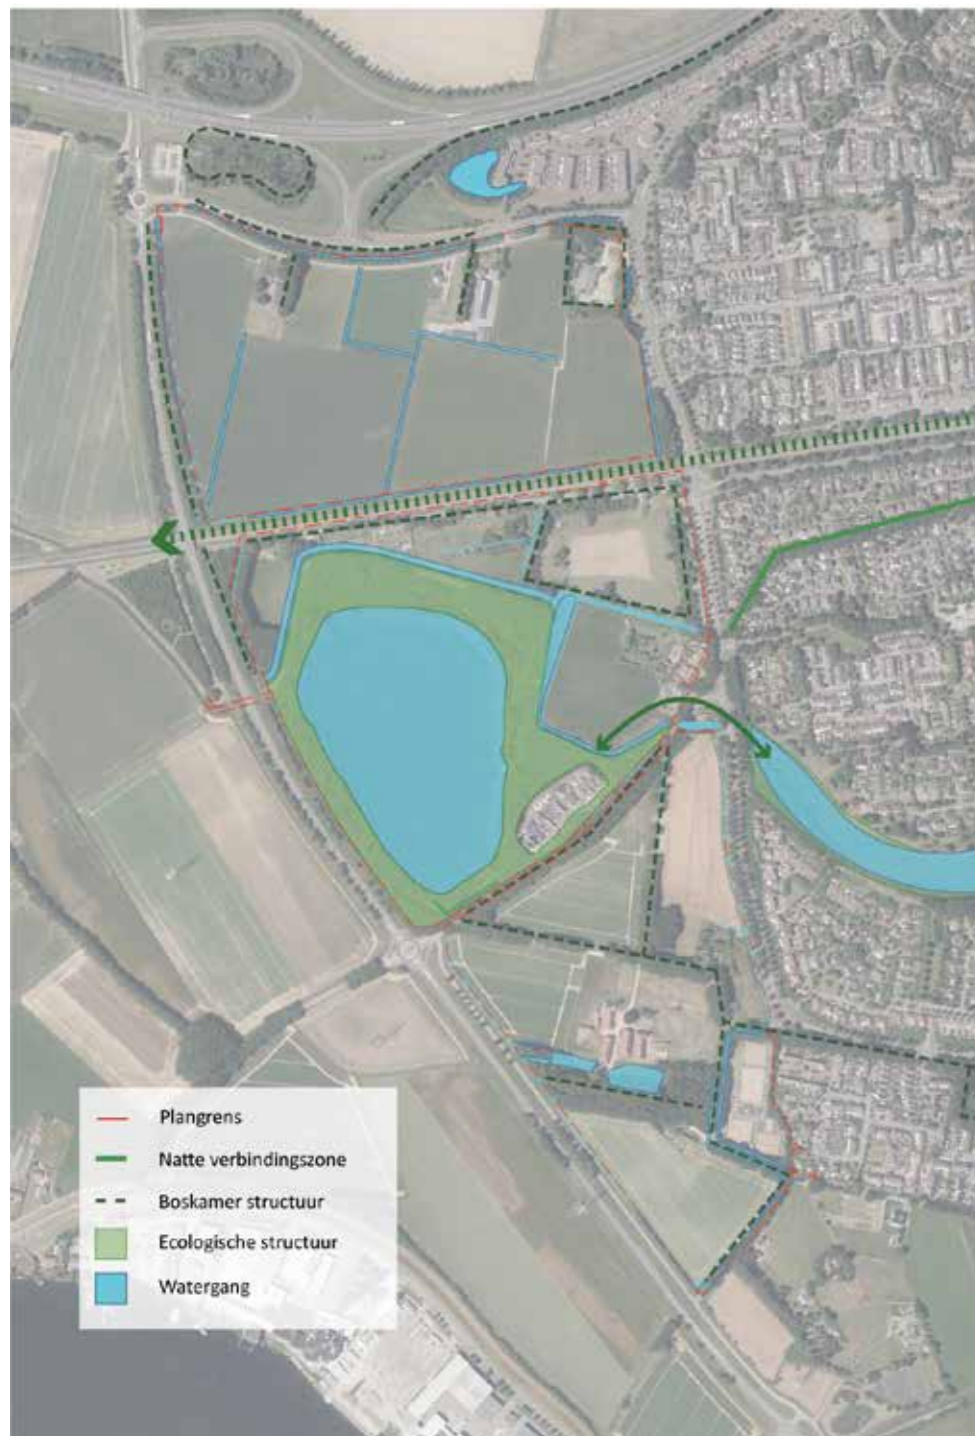 Plangrens
Natte verbindingszone
Boskamer structuur
Ecologische structuur
Watergang